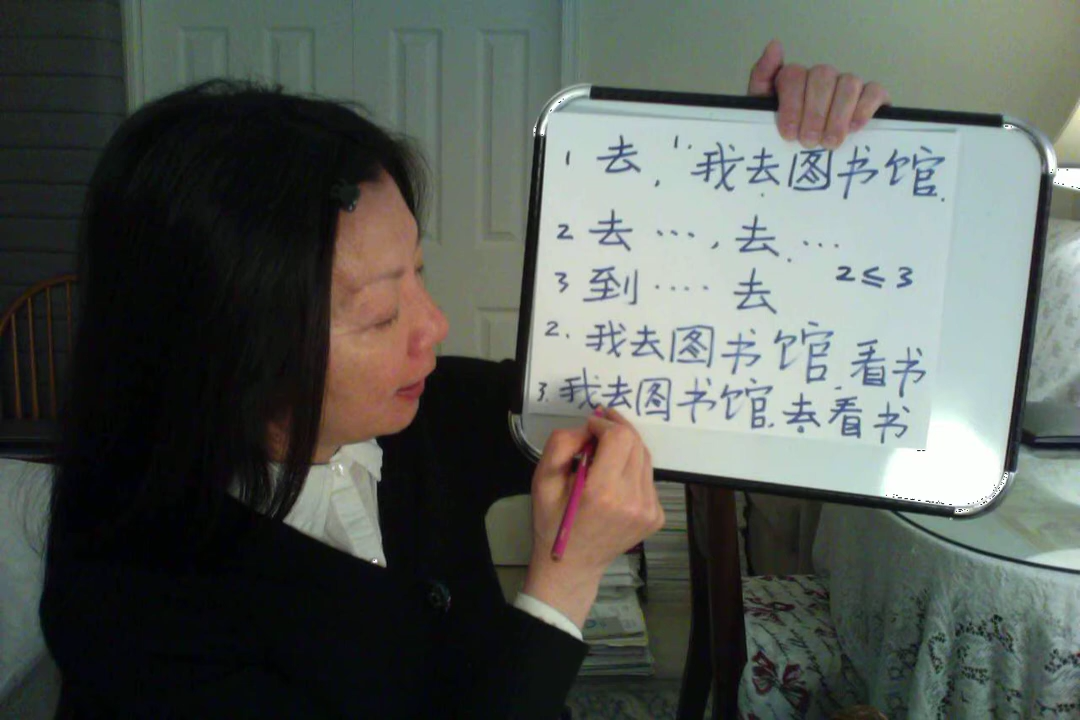 1 去, 1. 我去图书馆.
2 去 ···, 去 ...
3 到 ···· 去 2≤3
2. 我去图书馆 看书
3. 我去图书馆. 去看书